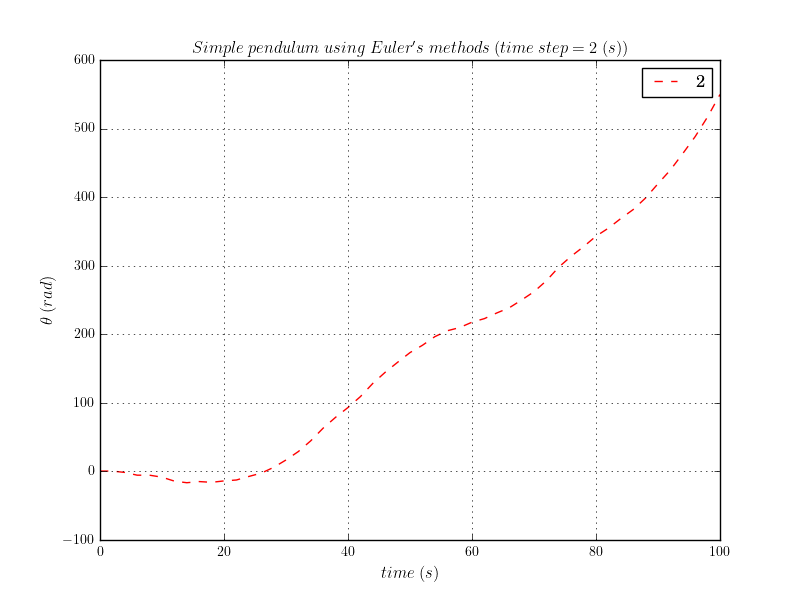 Simple pendulum using Euler's methods (time step = 2 (s))
2
600
500
400
300
200
100
0
−100
θ (rad)
0 20 40 60 80 100
time (s)